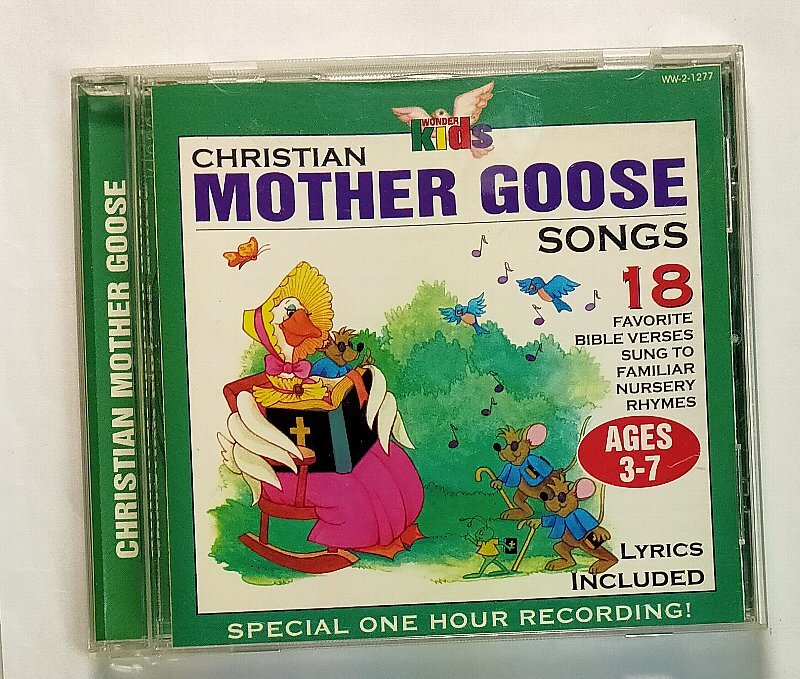 WW-2-1277
WONDER
kids
CHRISTIAN
MOTHER GOOSE
SONGS
18
FAVORITE
BIBLE VERSES
SUNG TO
FAMILIAR
NURSERY
RHYMES
AGES
3-7
LYRICS
INCLUDED
SPECIAL ONE HOUR RECORDING!
CHRISTIAN MOTHER GOOSE